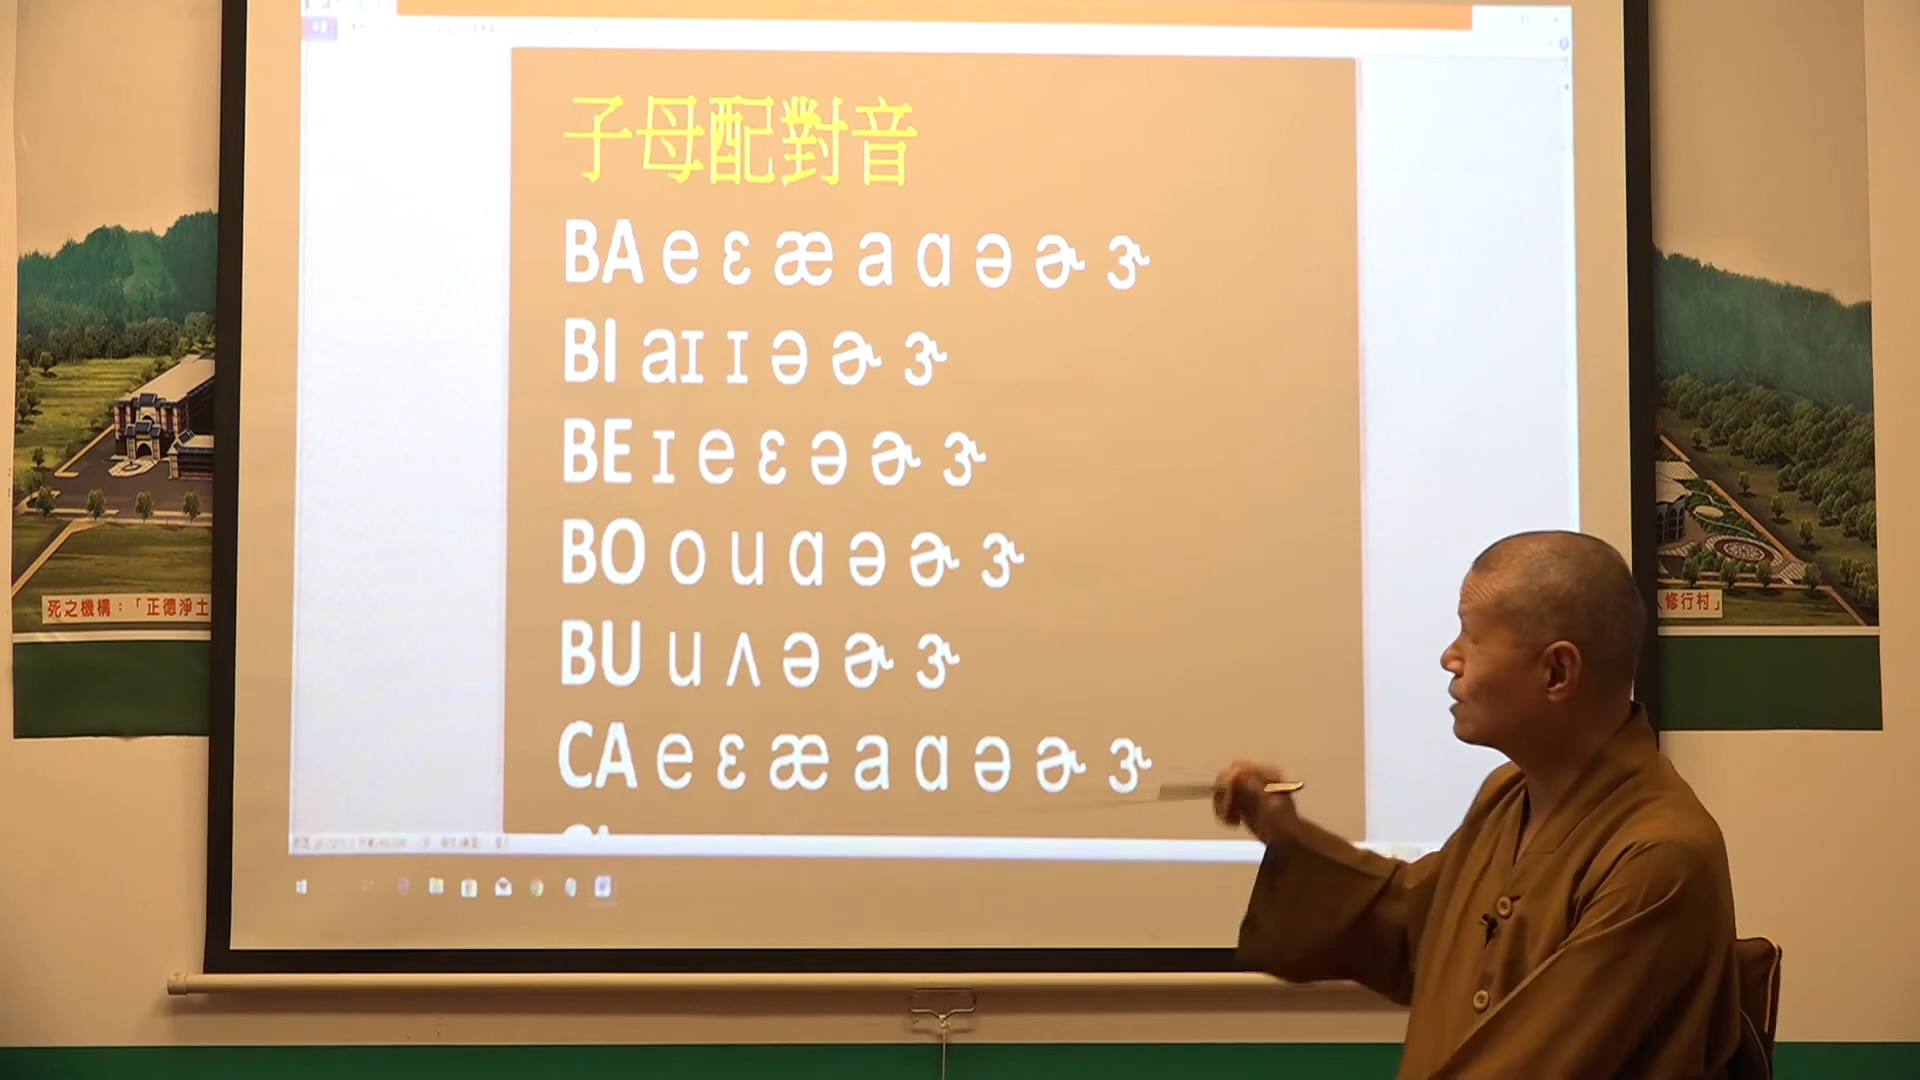 子母配對音
BA e ɛ æ a ɑ ə ɚ ɝ
BI aɪ ɪ ə ɚ ɝ
BE ɪ e ɛ ə ɚ ɝ
BO o u ɑ ə ɚ ɝ
BU u ʌ ə ɚ ɝ
CA e ɛ æ a ɑ ə ɚ ɝ
死之機構：「正德淨土
修行村」